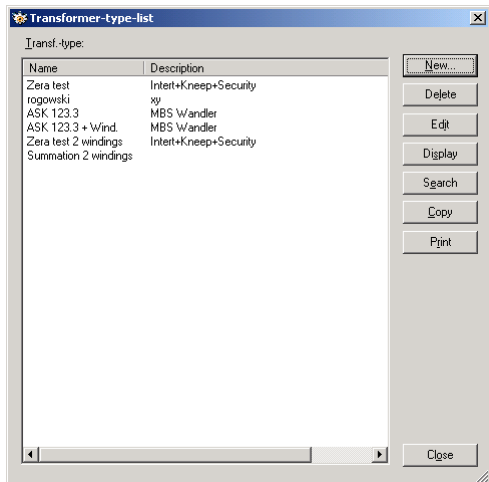 Transformer-type-list
Transf.-type:
Name Description
Zera test Intert+Kneep+Security
rogowski xy
ASK 123.3 MBS Wandler
ASK 123.3 + Wind. MBS Wandler
Zera test 2 windings Intert+Kneep+Security
Summation 2 windings
New...
Delete
Edit
Display
Search
Copy
Print
Close